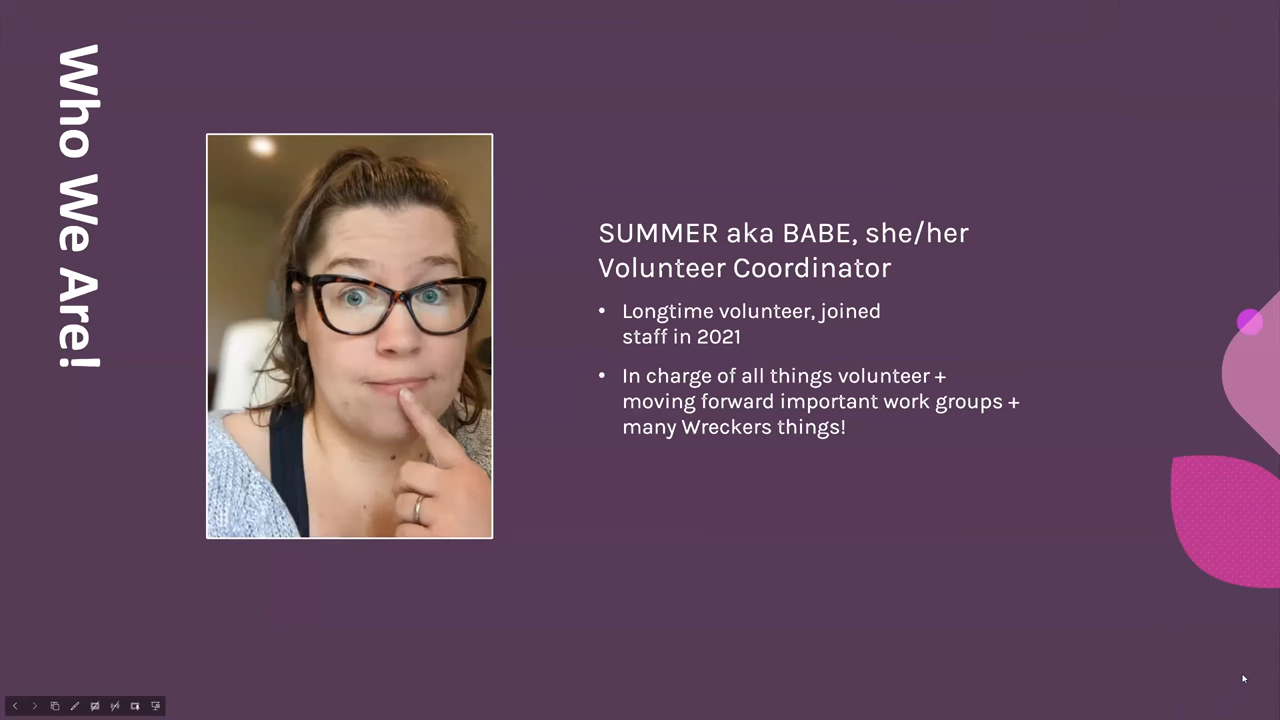 Who We Are!
SUMMER aka BABE, she/her
Volunteer Coordinator
• Longtime volunteer, joined
staff in 2021
• In charge of all things volunteer +
moving forward important work groups +
many Wreckers things!